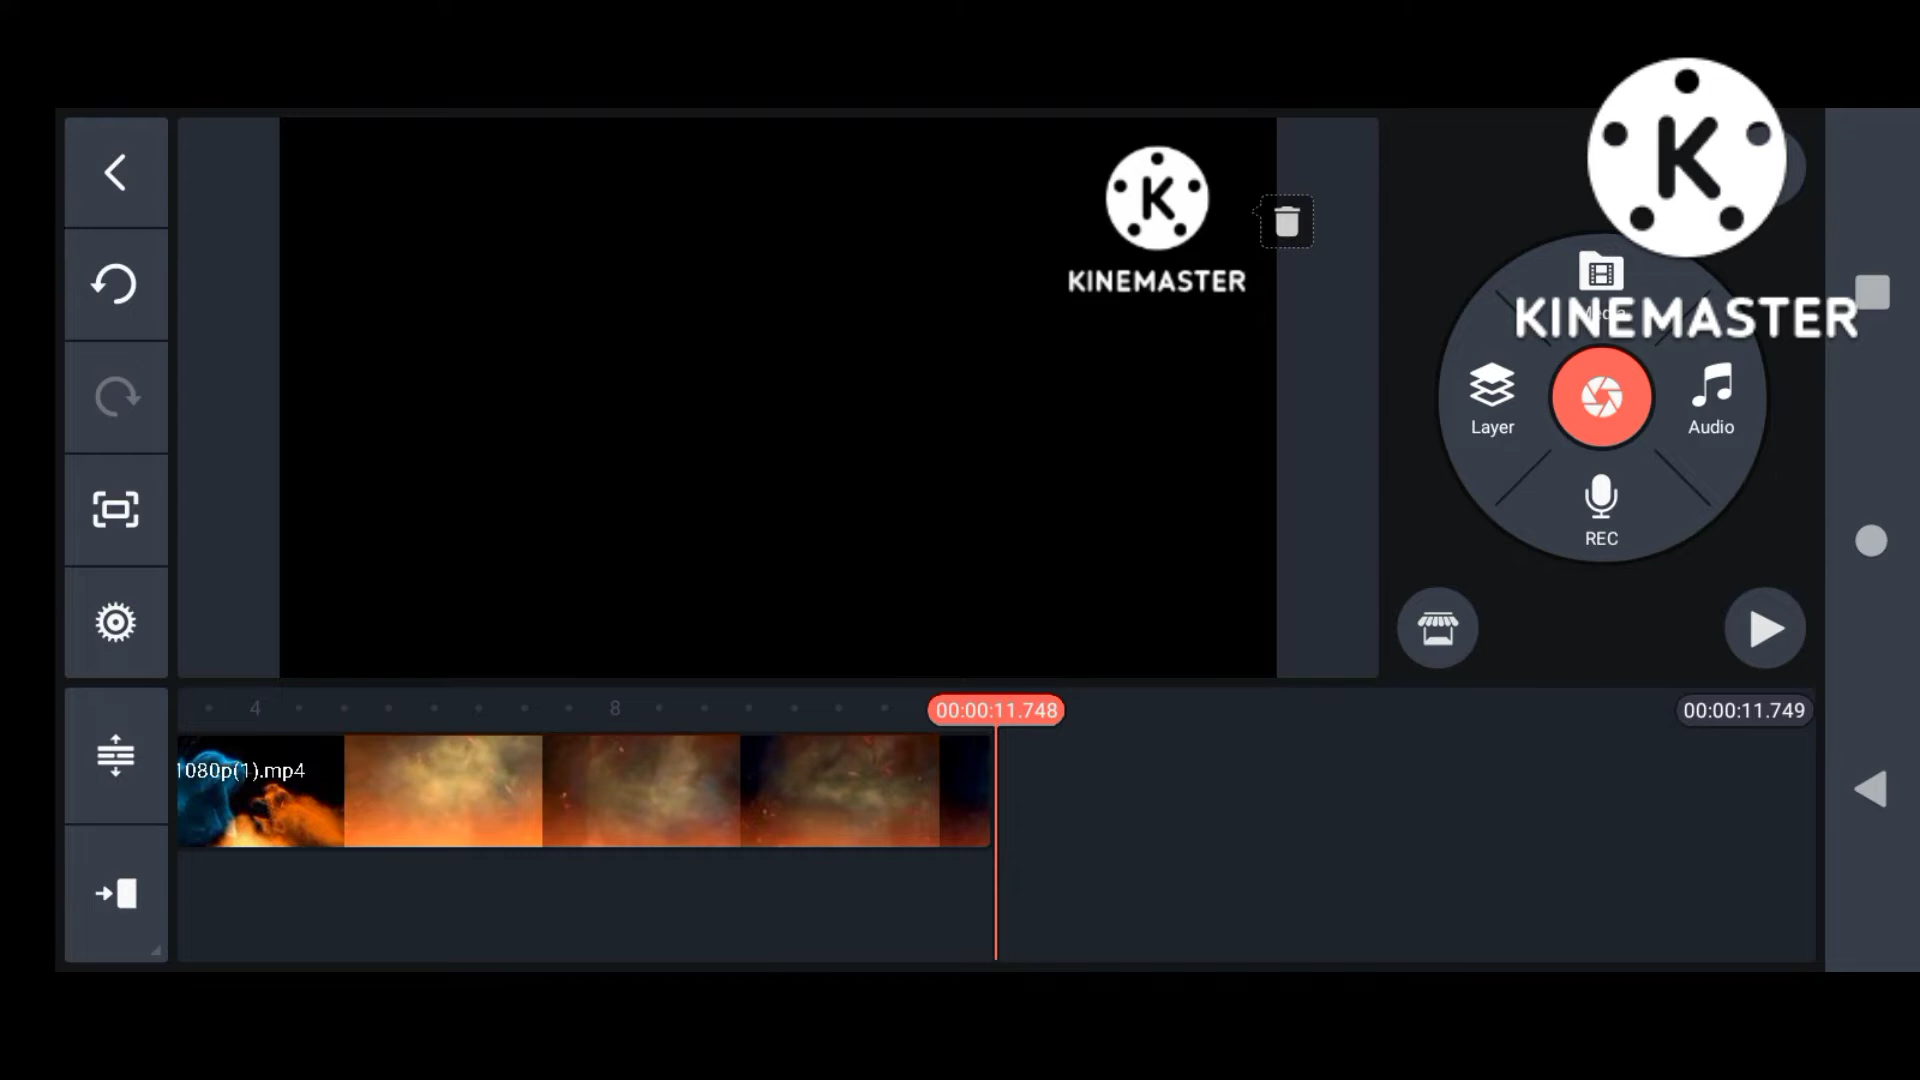 K
KINEMASTER
K
KINEMASTER
Media
Layer
Audio
REC
4
8
00:00:11.748
00:00:11.749
1080p(1).mp4